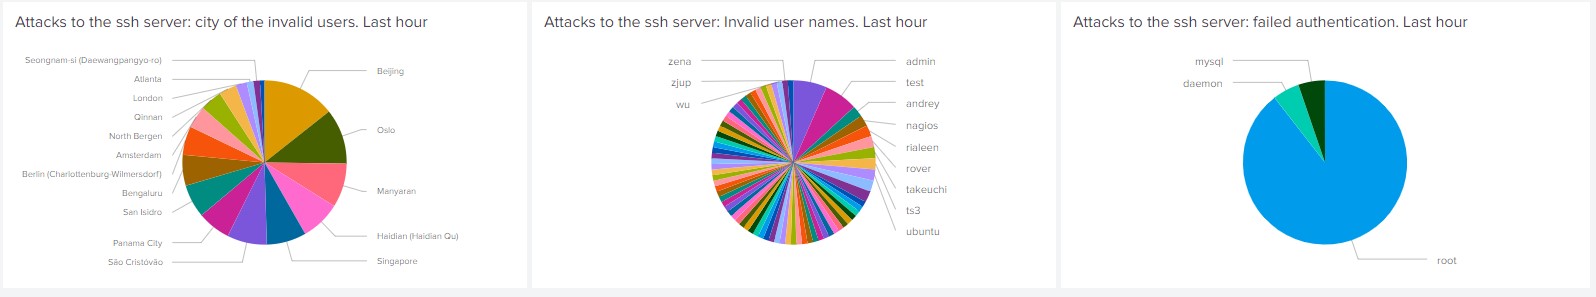 Attacks to the ssh server: city of the invalid users. Last hour
Seongnam-si (Daewangpangyo-ro)
Atlanta
London
Qinnan
North Bergen
Amsterdam
Berlin (Charlottenburg-Wilmersdorf)
Bengaluru
San Isidro
Panama City
São Cristóvão
Beijing
Oslo
Manyaran
Haidian (Haidian Qu)
Singapore
Attacks to the ssh server: Invalid user names. Last hour
zena
zjup
wu
admin
test
andrey
nagios
rialeen
rover
takeuchi
ts3
ubuntu
Attacks to the ssh server: failed authentication. Last hour
mysql
daemon
root